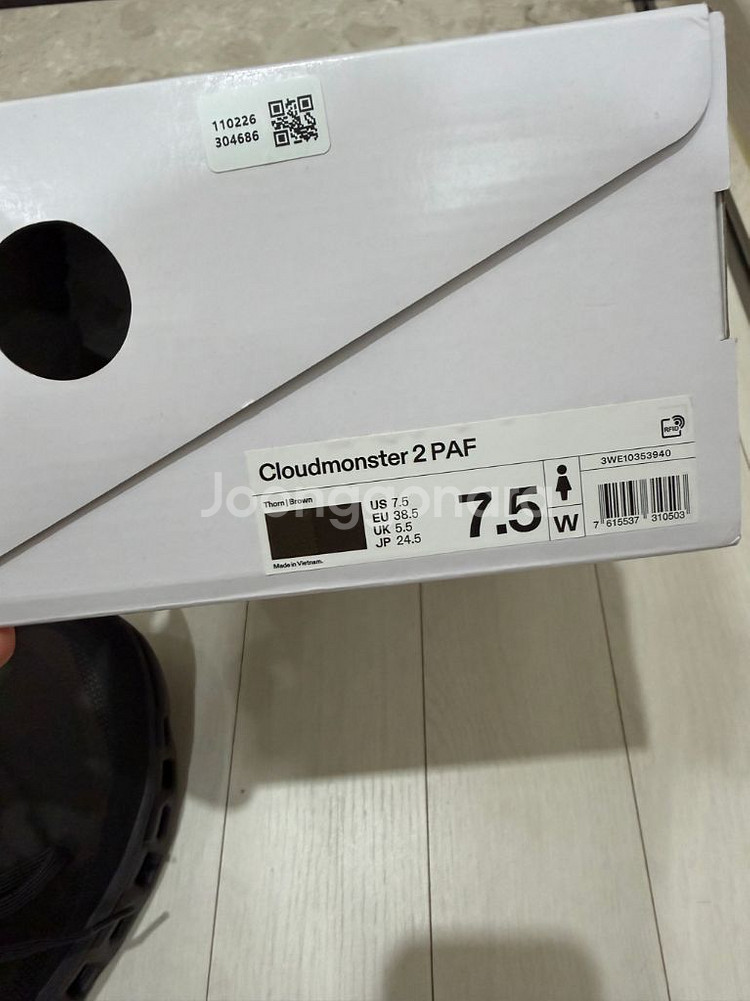 110226
304686
Cloudmonster 2 PAF
RFID
Thorn | Brown
US 7.5
EU 38.5
UK 5.5
JP 24.5
7.5
W
3WE10353940
7 615537 310503
Made in Vietnam.
Joonggonara